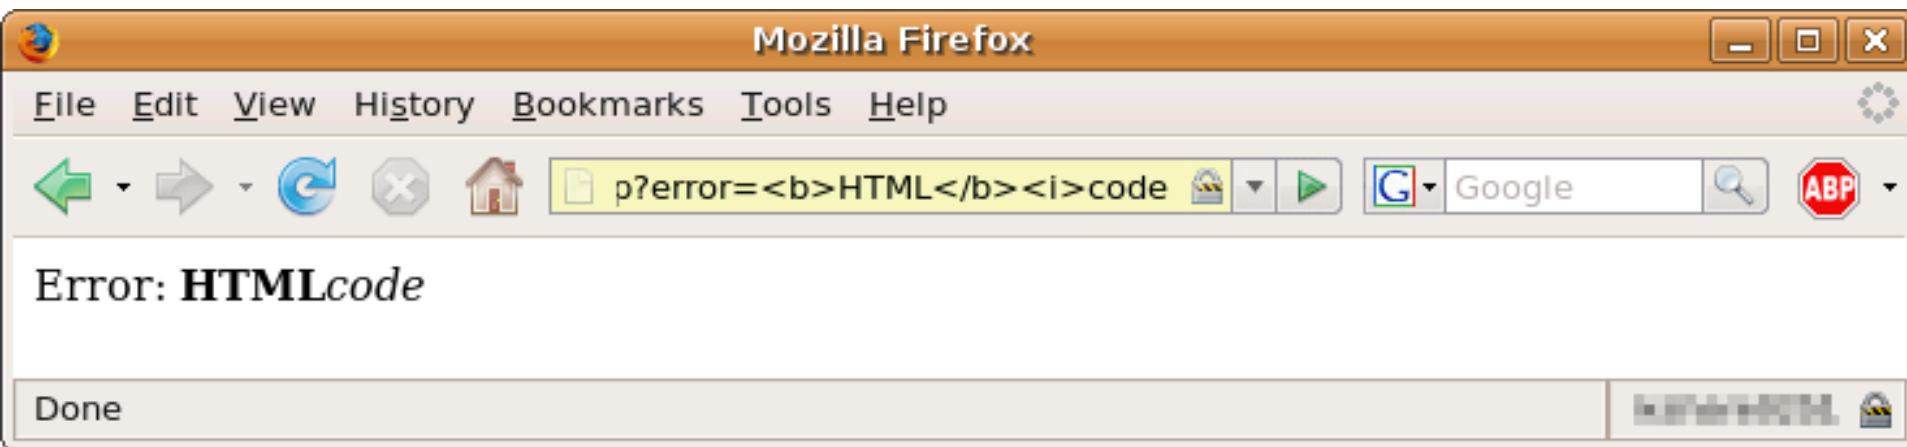 Mozilla Firefox
File Edit View History Bookmarks Tools Help
p?error=<b>HTML</b><i>code G Google ABP
Error: HTMLcode
Done